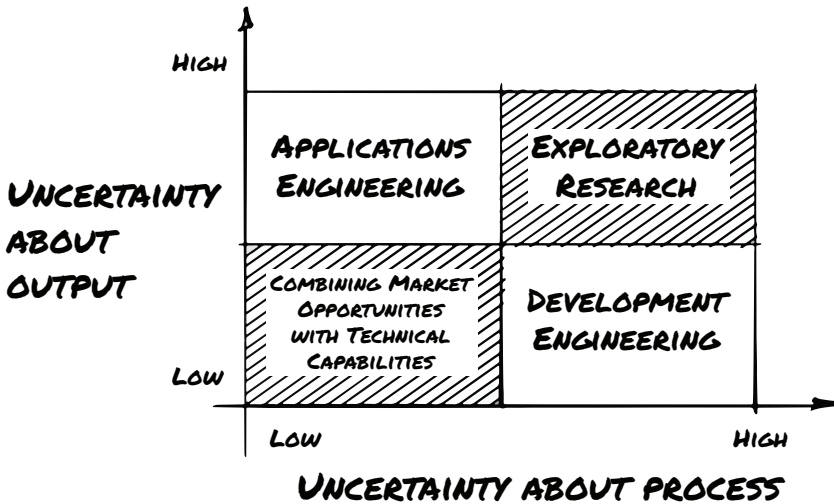 HIGH
APPLICATIONS
ENGINEERING
EXPLORATORY
RESEARCH
UNCERTAINTY
ABOUT
OUTPUT
COMBINING MARKET
OPPORTUNITIES
WITH TECHNICAL
CAPABILITIES
DEVELOPMENT
ENGINEERING
LOW
LOW
HIGH
UNCERTAINTY ABOUT PROCESS